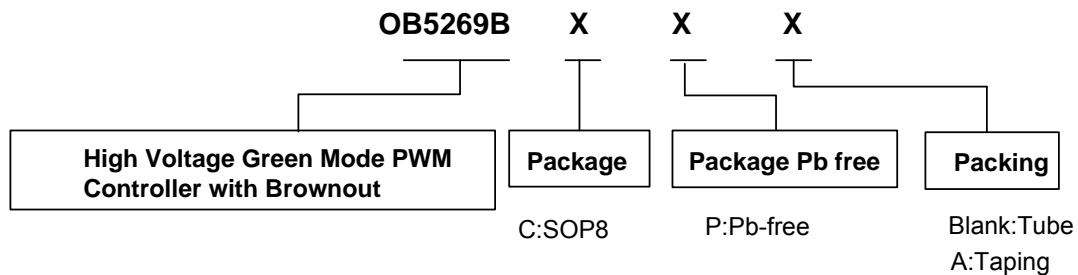 OB5269B X X X
High Voltage Green Mode PWM
Controller with Brownout
Package
Package Pb free
Packing
C:SOP8
P:Pb-free
Blank:Tube
A:Taping